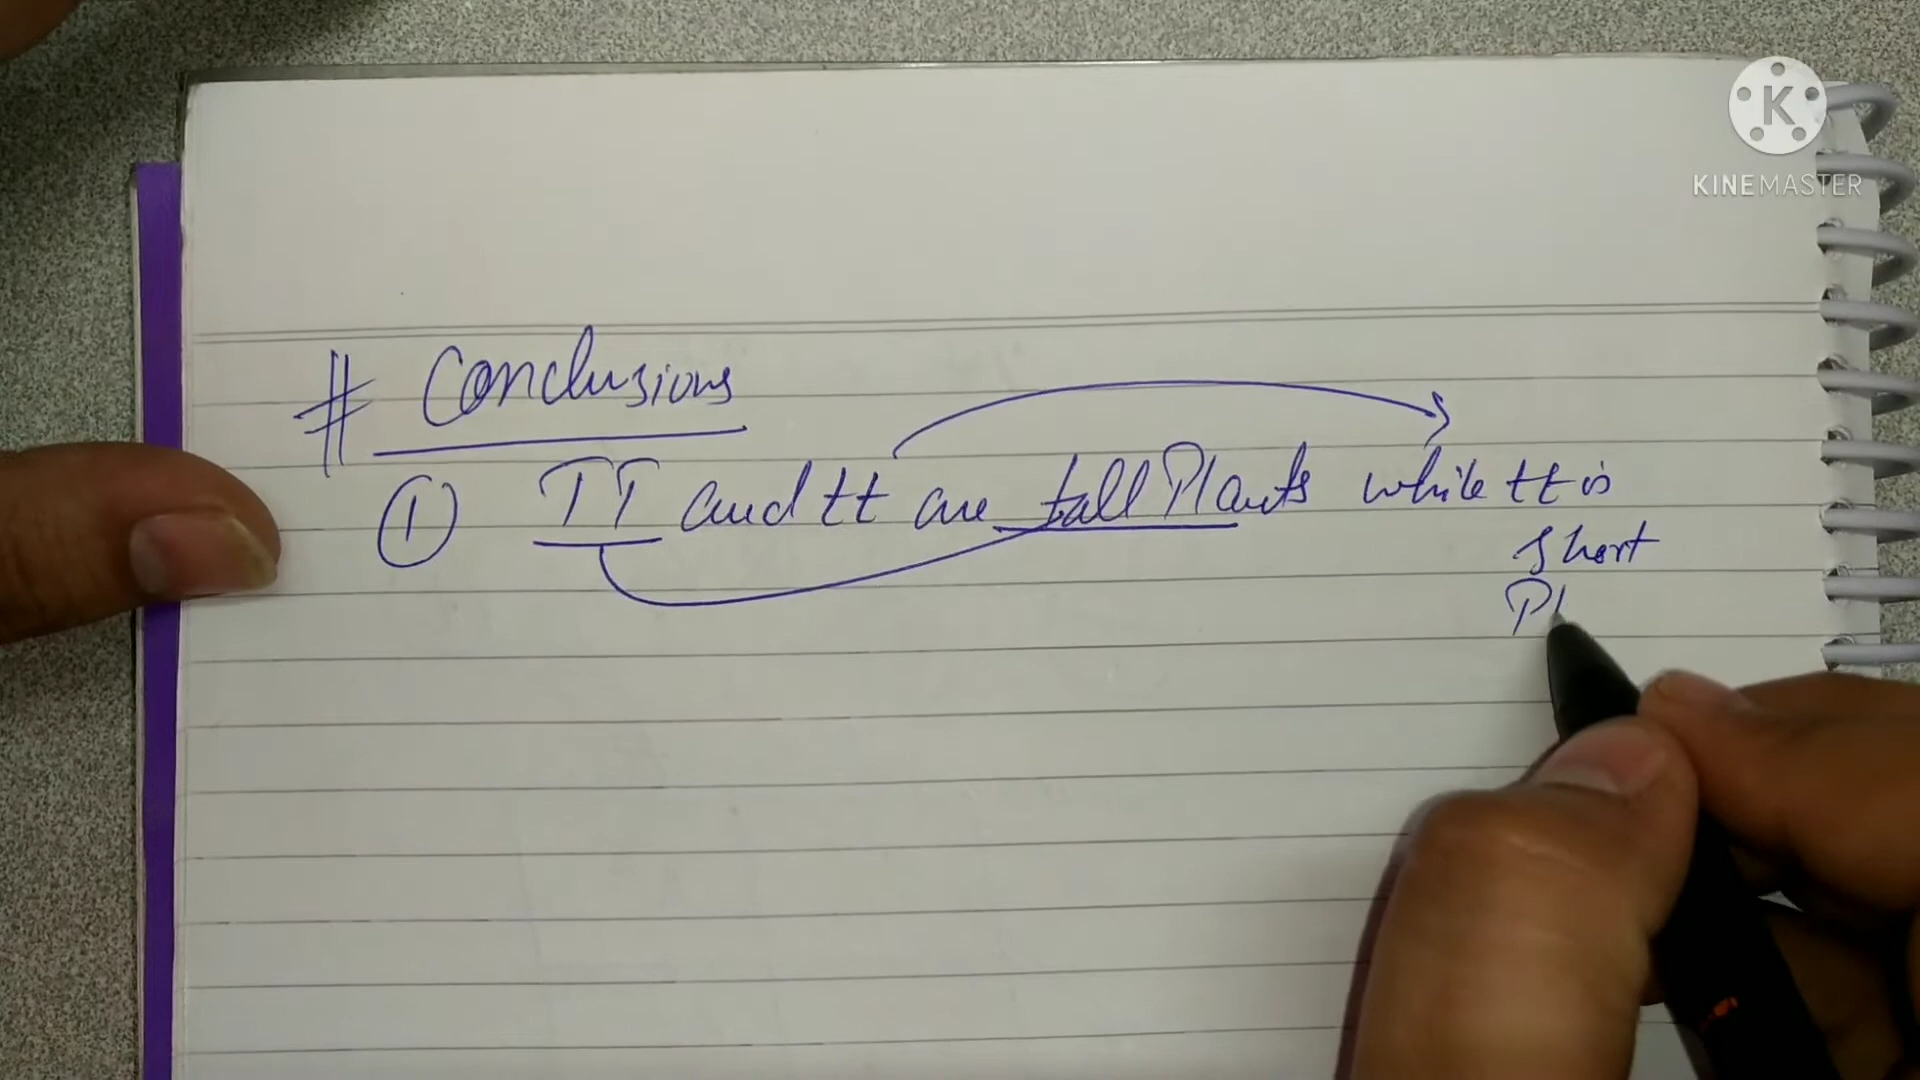 KINEMASTER
# Conclusions
① TT and tt are tall Plants while tt is
short
Pl